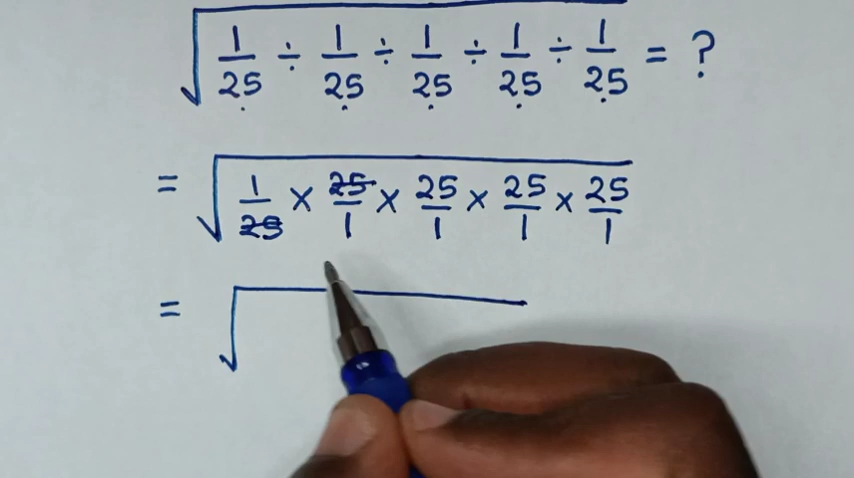 √(1/25 ÷ 1/25 ÷ 1/25 ÷ 1/25 ÷ 1/25) = ?
= √(1/25 × 25/1 × 25/1 × 25/1 × 25/1)
= √